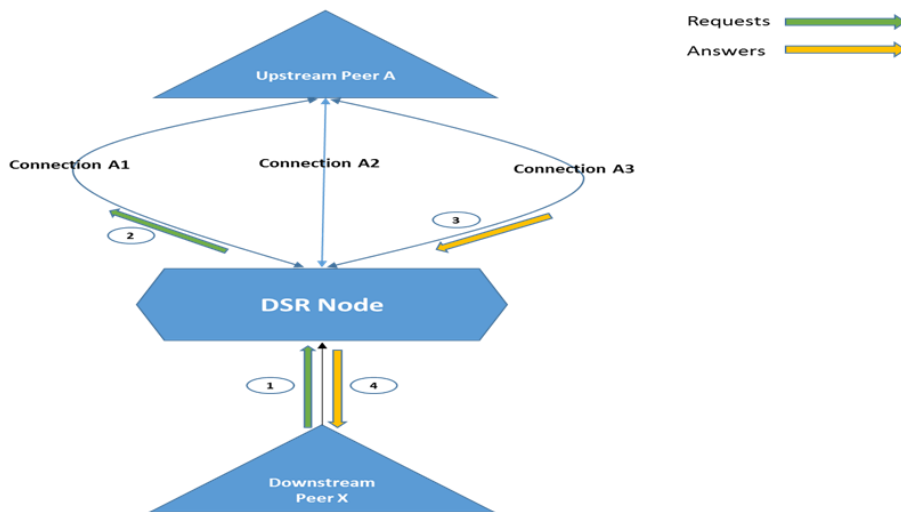 Requests
Answers
Upstream Peer A
Connection A1
Connection A2
Connection A3
2
3
DSR Node
1
4
Downstream
Peer X